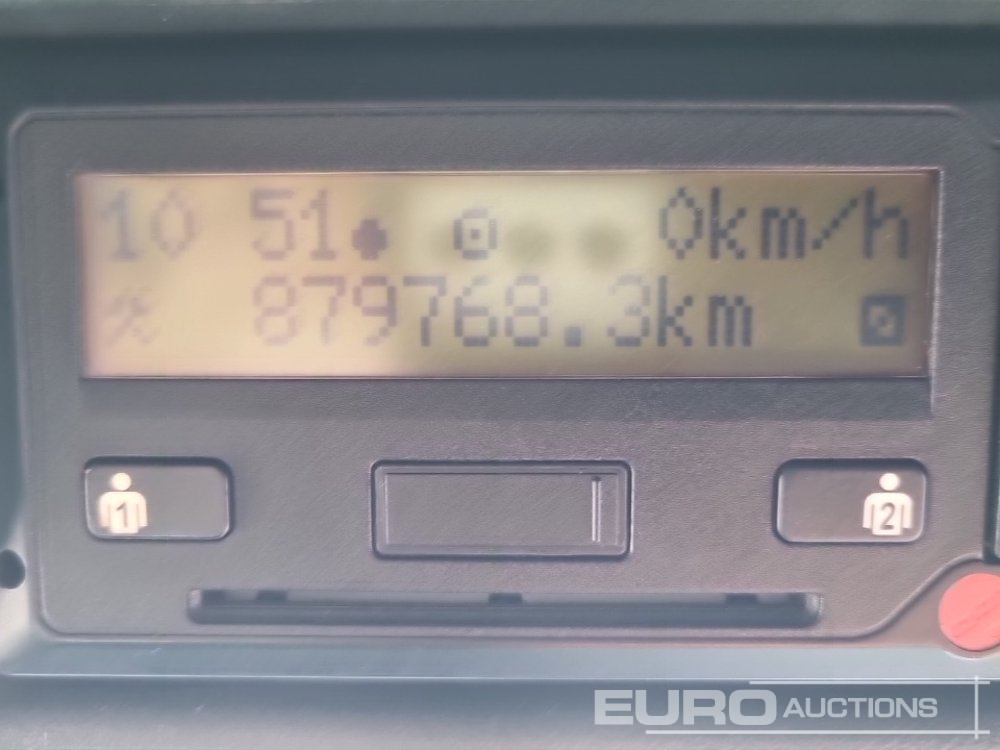 10 51 0km/h
879768.3km
1
2
EURO AUCTIONS